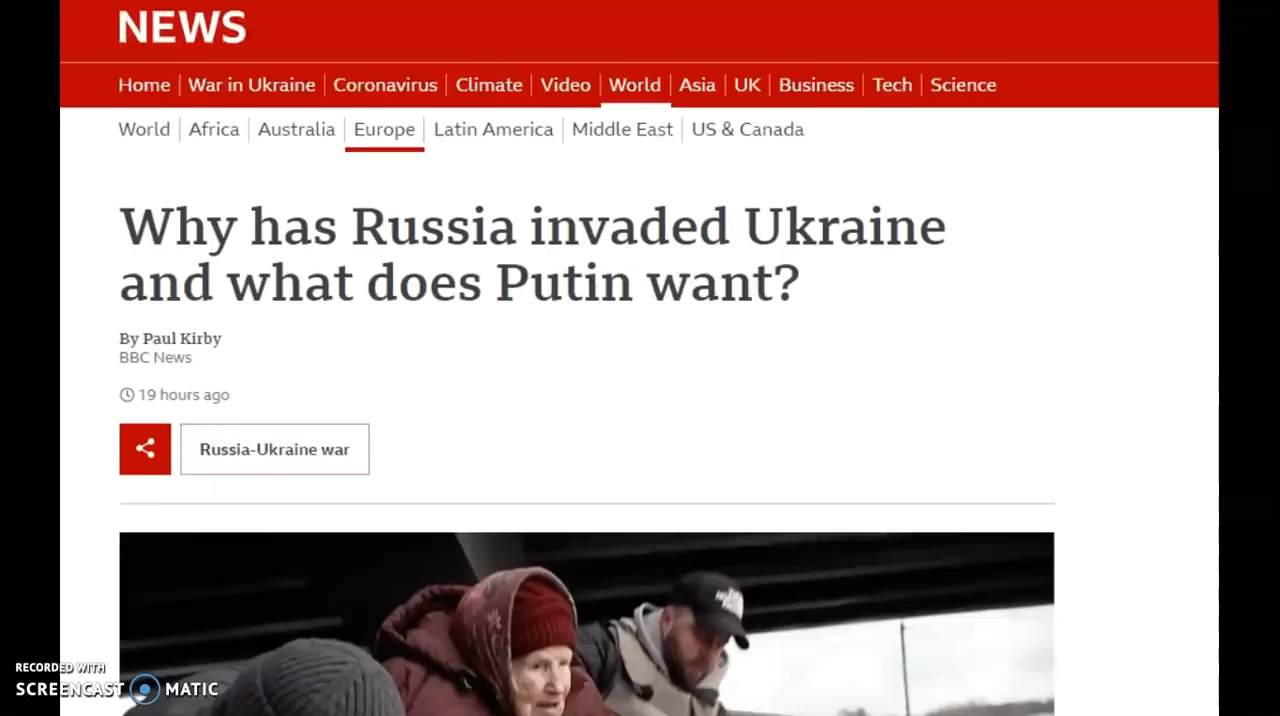 NEWS
Home War in Ukraine Coronavirus Climate Video World Asia UK Business Tech Science
World Africa Australia Europe Latin America Middle East US & Canada
Why has Russia invaded Ukraine
and what does Putin want?
By Paul Kirby
BBC News
19 hours ago
Russia-Ukraine war
RECORDED WITH
SCREENCAST MATIC